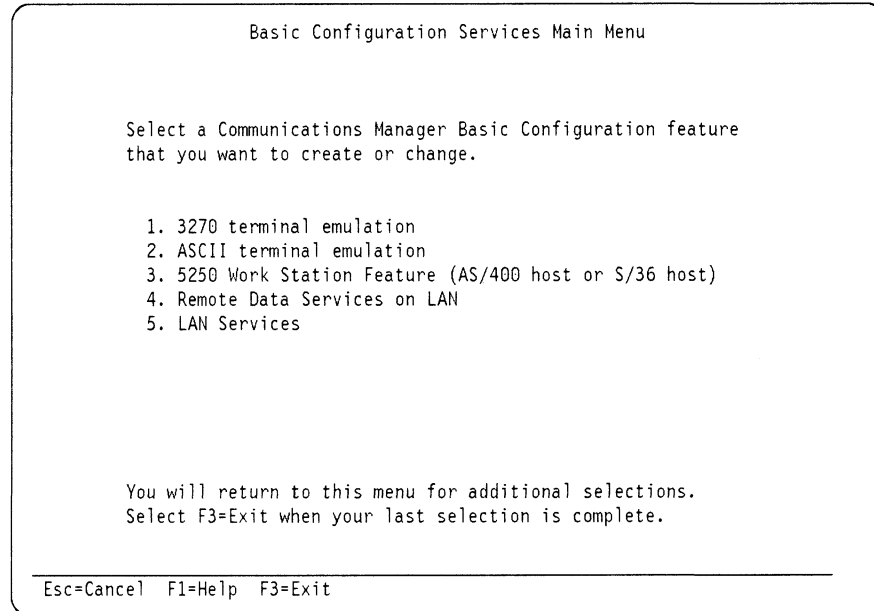 Basic Configuration Services Main Menu
Select a Communications Manager Basic Configuration feature
that you want to create or change.
1. 3270 terminal emulation
2. ASCII terminal emulation
3. 5250 Work Station Feature (AS/400 host or S/36 host)
4. Remote Data Services on LAN
5. LAN Services
You will return to this menu for additional selections.
Select F3=Exit when your last selection is complete.
Esc=Cancel F1=Help F3=Exit